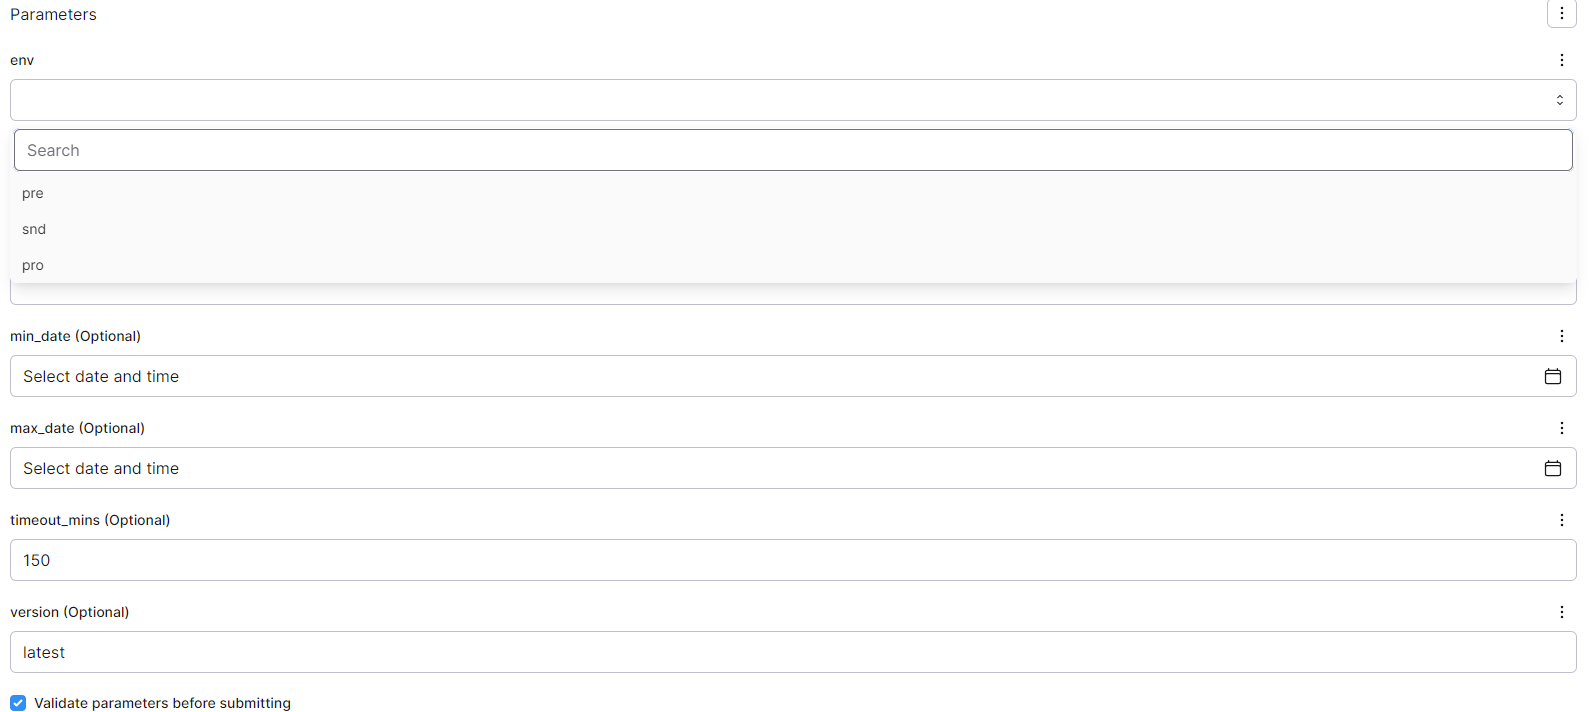 Parameters
env
Search
pre
snd
pro
min_date (Optional)
Select date and time
max_date (Optional)
Select date and time
timeout_mins (Optional)
150
version (Optional)
latest
Validate parameters before submitting